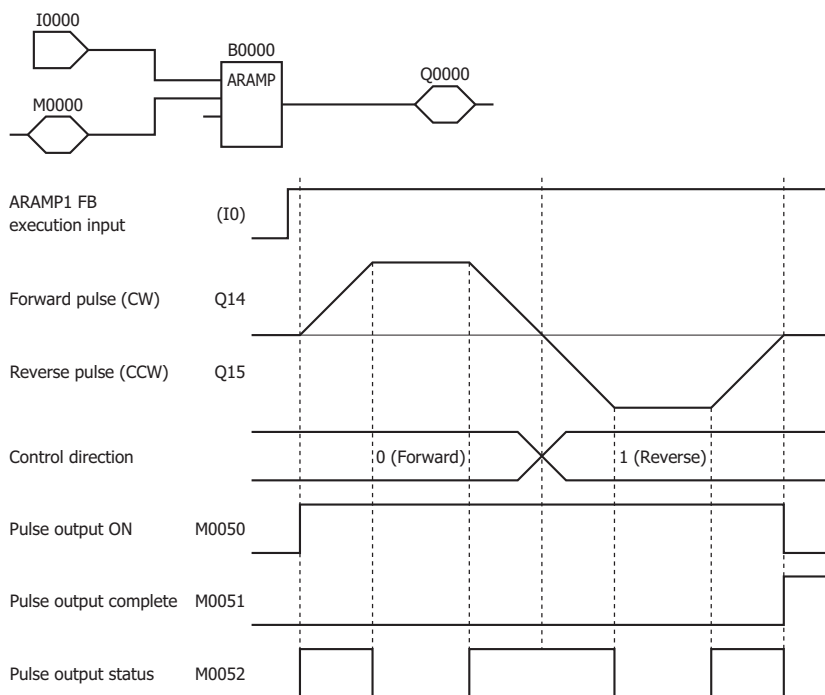 I0000
B0000
ARAMP
Q0000
M0000
ARAMP1 FB
execution input
(I0)
Forward pulse (CW) Q14
Reverse pulse (CCW) Q15
Control direction 0 (Forward) 1 (Reverse)
Pulse output ON M0050
Pulse output complete M0051
Pulse output status M0052